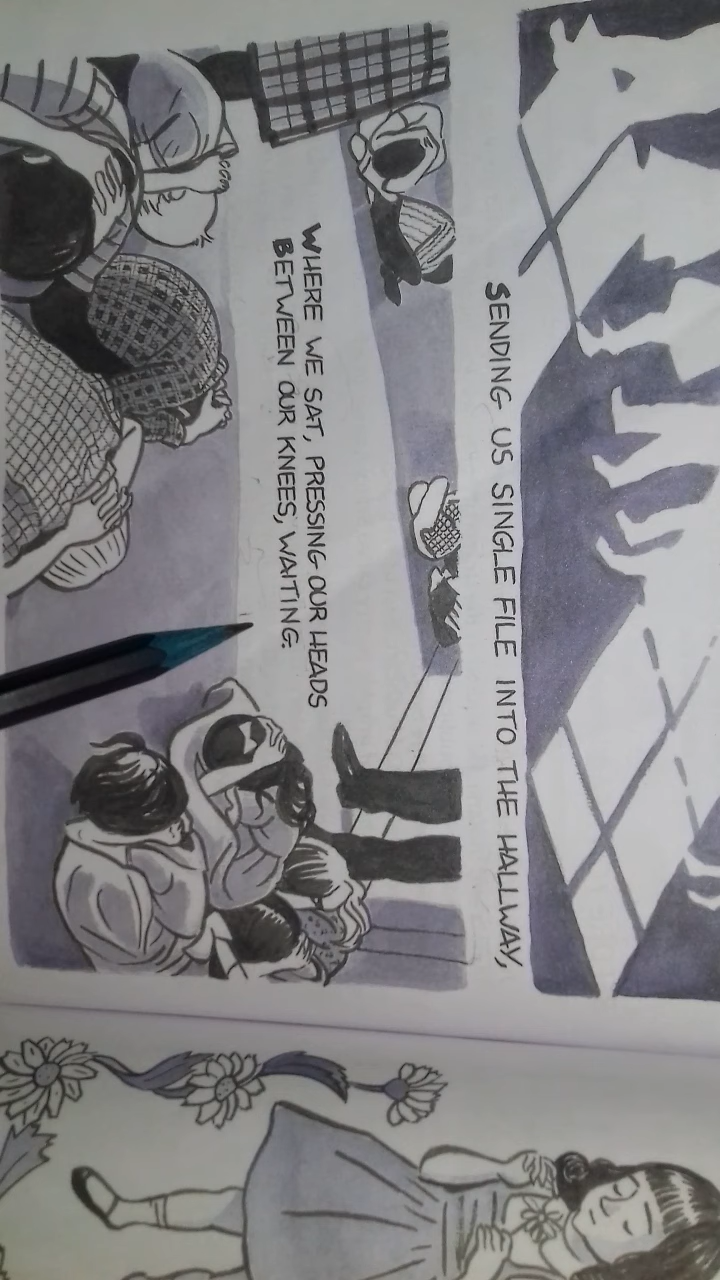 SENDING US SINGLE FILE INTO THE HALLWAY,
WHERE WE SAT, PRESSING OUR HEADS
BETWEEN OUR KNEES, WAITING.